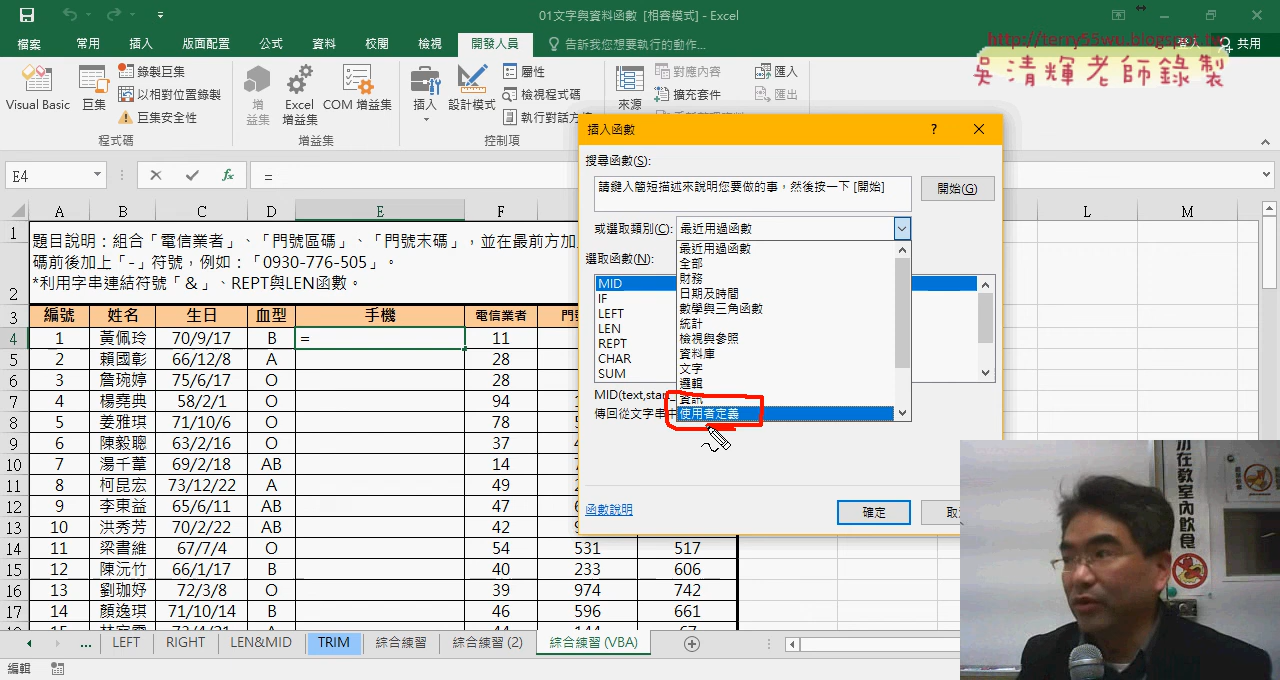 01文字與資料函數 [相容模式] - Excel
http://terry55wu.blogspot.tw
吳清輝老師錄製
檔案 常用 插入 版面配置 公式 資料 校閱 檢視 開發人員 告訴我您想要執行的動作... 登入 共用
Visual Basic 巨集 錄製巨集 以相對位置錄製 巨集安全性
程式碼
增益集 Excel 增益集 COM 增益集
增益集
插入 設計模式 屬性 檢視程式碼 執行對話方
控制項
來源 對應內容 擴充套件 匯入 匯出
E4 fx =
A B C D E F L M
題目說明：組合「電信業者」、「門號區碼」、「門號末碼」，並在最前方加
碼前後加上「-」符號，例如：「0930-776-505」。
*利用字串連結符號「&」、REPT與LEN函數。
編號 姓名 生日 血型 手機 電信業者
1 黃佩玲 70/9/17 B = 11
2 賴國彰 66/12/8 A 28
3 詹琬婷 75/6/17 O 28
4 楊堯典 58/2/1 O 94
5 姜雅琪 71/10/6 O 78
6 陳毅聰 63/2/16 O 37
7 湯千葦 69/2/18 AB 14
8 柯昆宏 73/12/22 A 49
9 李東益 65/6/11 AB 47
10 洪秀芳 70/2/22 AB 42
11 梁書維 67/7/4 O 54 531 517
12 陳沅竹 66/1/17 B 40 233 606
13 劉珈妤 72/3/8 O 39 974 742
14 顏逸琪 71/10/14 B 46 596 661
插入函數 ? ×
搜尋函數(S):
請鍵入簡短描述來說明您要做的事，然後按一下 [開始]
開始(G)
或選取類別(C): 最近用過函數
最近用過函數
全部
財務
日期及時間
數學與三角函數
統計
檢視與參照
資料庫
文字
邏輯
資訊
使用者定義
選取函數(N):
MID
IF
LEFT
LEN
REPT
CHAR
SUM
MID(text,star
傳回從文字串中
函數說明
確定
勿在教室內飲食
... LEFT RIGHT LEN&MID TRIM 綜合練習 綜合練習 (2) 綜合練習 (VBA)
編輯